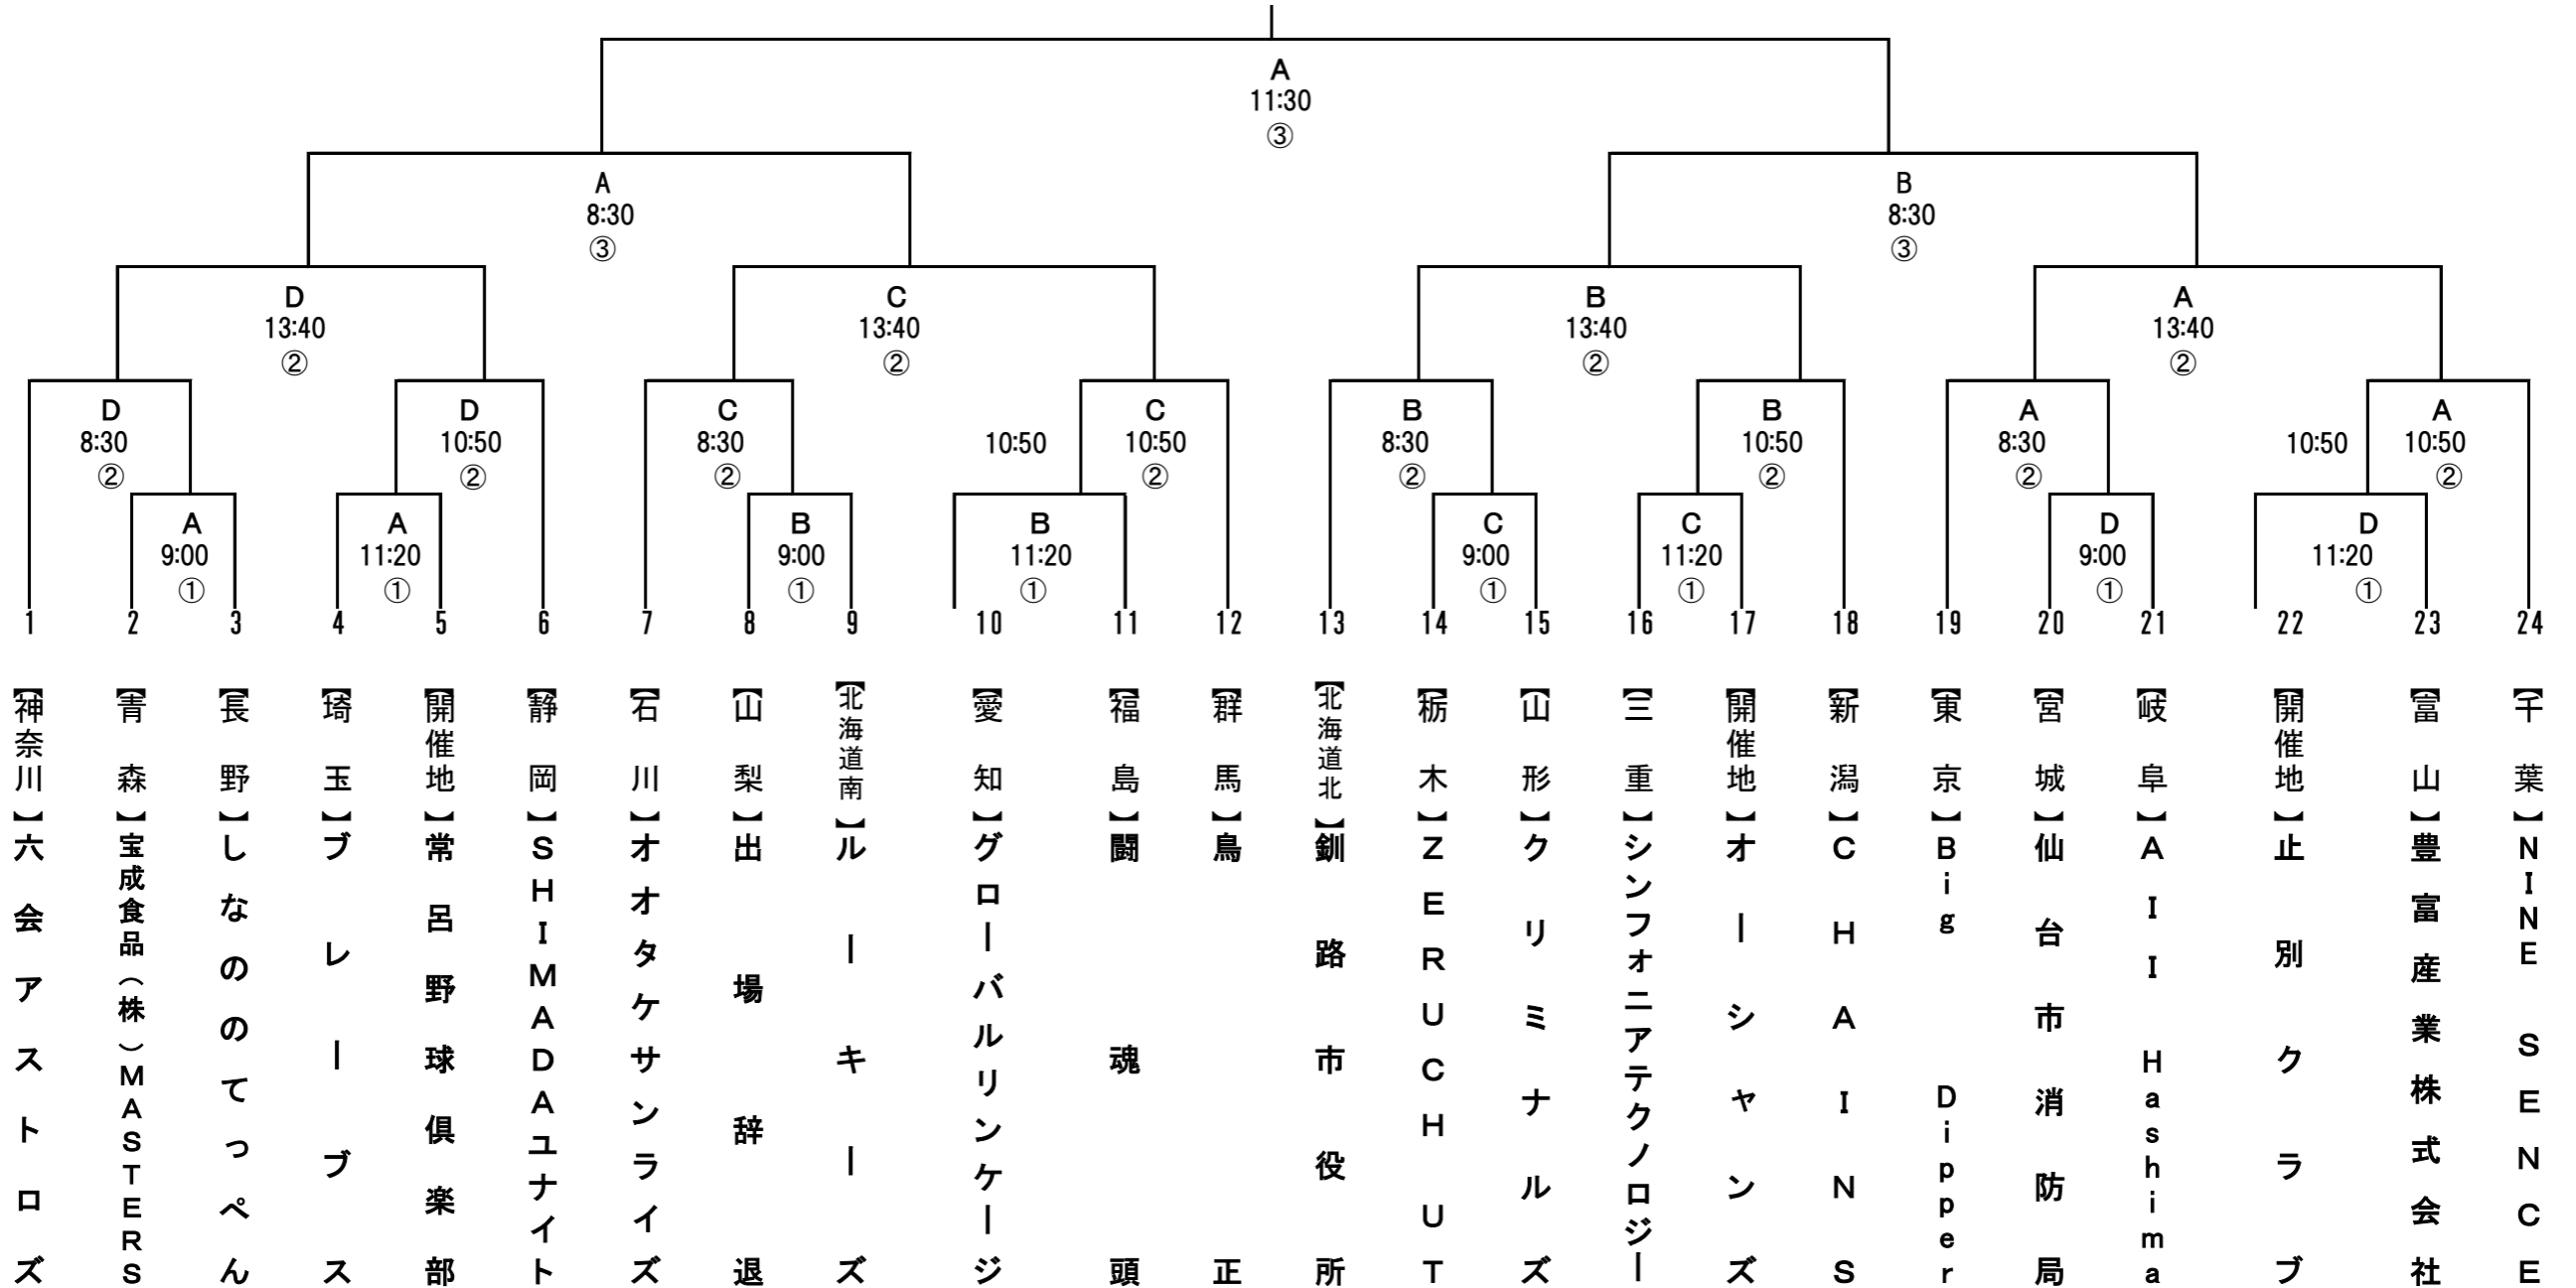 A
11:30
③
A
8:30
③
B
8:30
③
D
13:40
②
C
13:40
②
B
13:40
②
A
13:40
②
D
8:30
②
D
10:50
②
C
8:30
②
10:50
C
10:50
②
B
8:30
②
B
10:50
②
A
8:30
②
10:50
A
10:50
②
A
9:00
①
A
11:20
①
B
9:00
①
B
11:20
①
C
9:00
①
C
11:20
①
D
9:00
①
D
11:20
①
1
2
3
4
5
6
7
8
9
10
11
12
13
14
15
16
17
18
19
20
21
22
23
24
【神奈川】六会アストロズ
【青森】宝成食品（株）MASTERS
【長野】しなののてっぺん
【埼玉】ブレーブス
【開催地】常呂野球倶楽部
【静岡】SHIMADAユナイト
【石川】オオタケサンライズ
【山梨】出場辞退
【北海道南】ルーキーズ
【愛知】グローバルリンケージ
【福島】闘魂頭
【群馬】鳥正
【北海道北】釧路市役所
【栃木】ZERUCH UT
【山形】クリミナルズ
【三重】シンフォニアテクノロジー
【開催地】オーシャンズ
【新潟】CHAINS
【東京】Big Dipper
【宮城】仙台市消防局
【岐阜】AII Hashima
【開催地】止別クラブ
【富山】豊富産業株式会社
【千葉】NINE SENCE